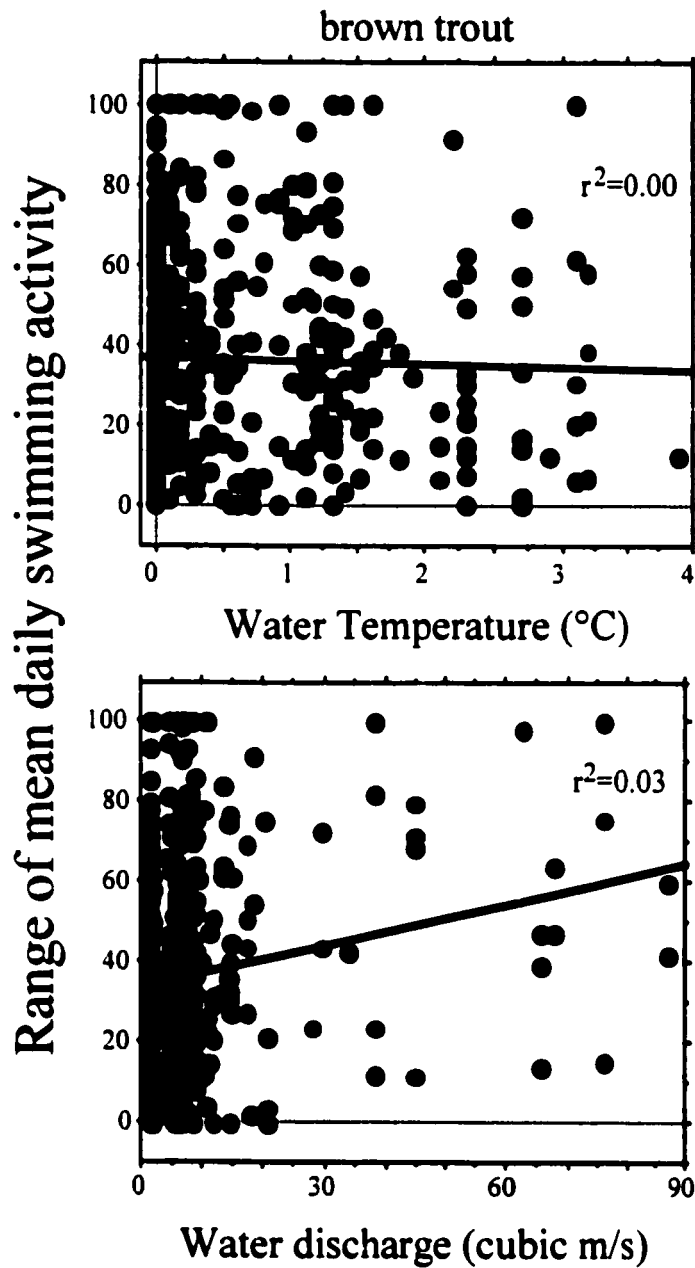 brown trout
Range of mean daily swimming activity
100
80
60
40
20
0
r²=0.00
0 1 2 3 4
Water Temperature (°C)
100
80
60
40
20
0
r²=0.03
0 30 60 90
Water discharge (cubic m/s)